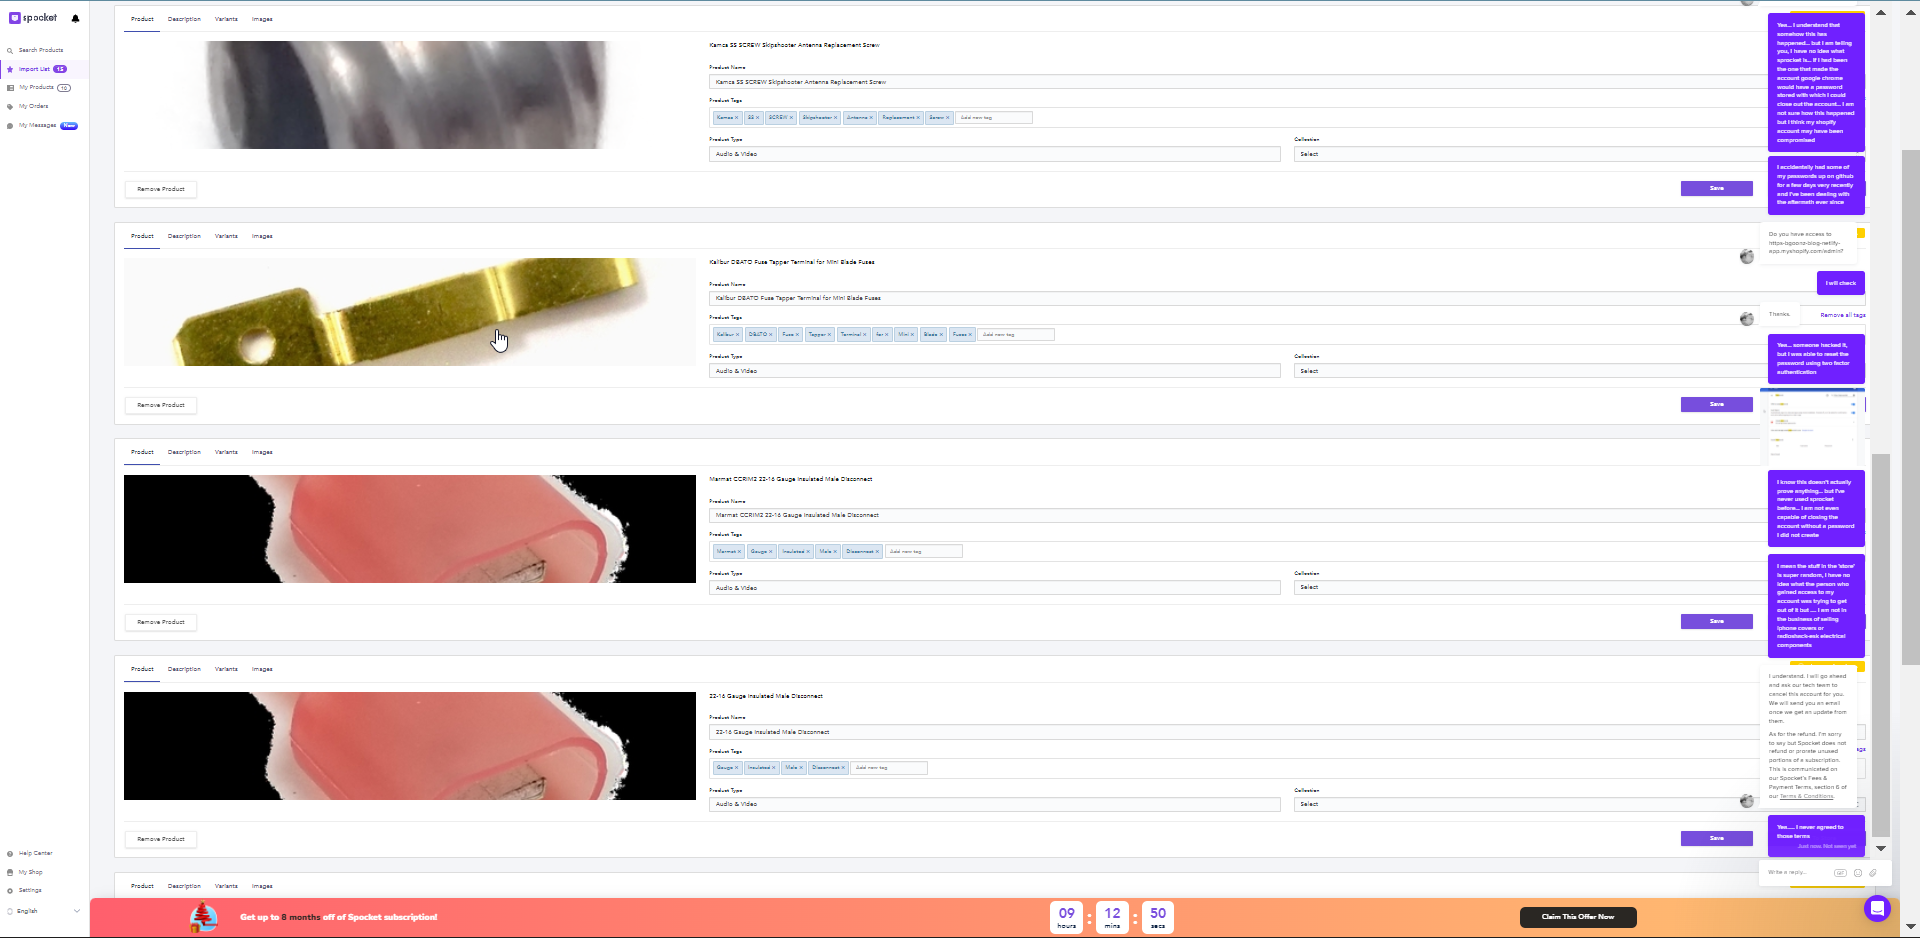 spocket
Search Products
Import List 15
My Products 10
My Orders
My Messages New
Help Center
My Shop
Settings
English
Product Description Variants Images
Kamca SS SCREW Skipshooter Antenna Replacement Screw
Product Name
Kamca SS SCREW Skipshooter Antenna Replacement Screw
Product Tags
Kamca × SS × SCREW × Skipshooter × Antenna × Replacement × Screw × Add new tag
Product Type
Collection
Audio & Video
Select
Remove Product
Save
Product Description Variants Images
Kalibur DBATO Fuse Tapper Terminal for Mini Blade Fuses
Product Name
Kalibur DBATO Fuse Tapper Terminal for Mini Blade Fuses
Product Tags
Remove all tags
Kalibur × DBATO × Fuse × Tapper × Terminal × for × Mini × Blade × Fuses × Add new tag
Product Type
Collection
Audio & Video
Select
Remove Product
Save
Product Description Variants Images
Marmat CCRIM2 22-16 Gauge Insulated Male Disconnect
Product Name
Marmat CCRIM2 22-16 Gauge Insulated Male Disconnect
Product Tags
Marmat × Gauge × Insulated × Male × Disconnect × Add new tag
Product Type
Collection
Audio & Video
Select
Remove Product
Save
Product Description Variants Images
22-16 Gauge Insulated Male Disconnect
Product Name
22-16 Gauge Insulated Male Disconnect
Product Tags
Gauge × Insulated × Male × Disconnect × Add new tag
Product Type
Collection
Audio & Video
Select
Remove Product
Save
Product Description Variants Images
Yes... I understand that
somehow this has
happened... but I am telling
you, I have no idea what
sprocket is... if I had been
the one that made the
account google chrome
would have a password
stored with which I could
close out the account... I am
not sure how this happened
but I think my shopify
account may have been
compromised
I accidentally had some of
my passwords up on github
for a few days very recently
and I've been dealing with
the aftermath ever since
Do you have access to
https-bgoonz-blog-netlify-
app.myshopify.com/admin?
I will check
Thanks.
Yes... someone hacked it,
but I was able to reset the
password using two factor
authentication
I know this doesn't actually
prove anything... but I've
never used sprocket
before... I am not even
capable of closing the
account without a password
I did not create
I mean the stuff in the 'store'
is super random, I have no
idea what the person who
gained access to my
account was trying to get
out of it but .... I am not in
the business of selling
iphone covers or
radioshack-esk electrical
components
I understand. I will go ahead
and ask our tech team to
cancel this account for you.
We will send you an email
once we get an update from
them.
As for the refund. I'm sorry
to say but Spocket does not
refund or prorate unused
portions of a subscription.
This is communicated on
our Spocket's Fees &
Payment Terms, section 6 of
our Terms & Conditions.
Yes.... I never agreed to
those terms
Just now. Not seen yet
Write a reply...
GIF
Get up to 8 months off of Spocket subscription!
09 : 12 : 50
hours mins secs
Claim This Offer Now